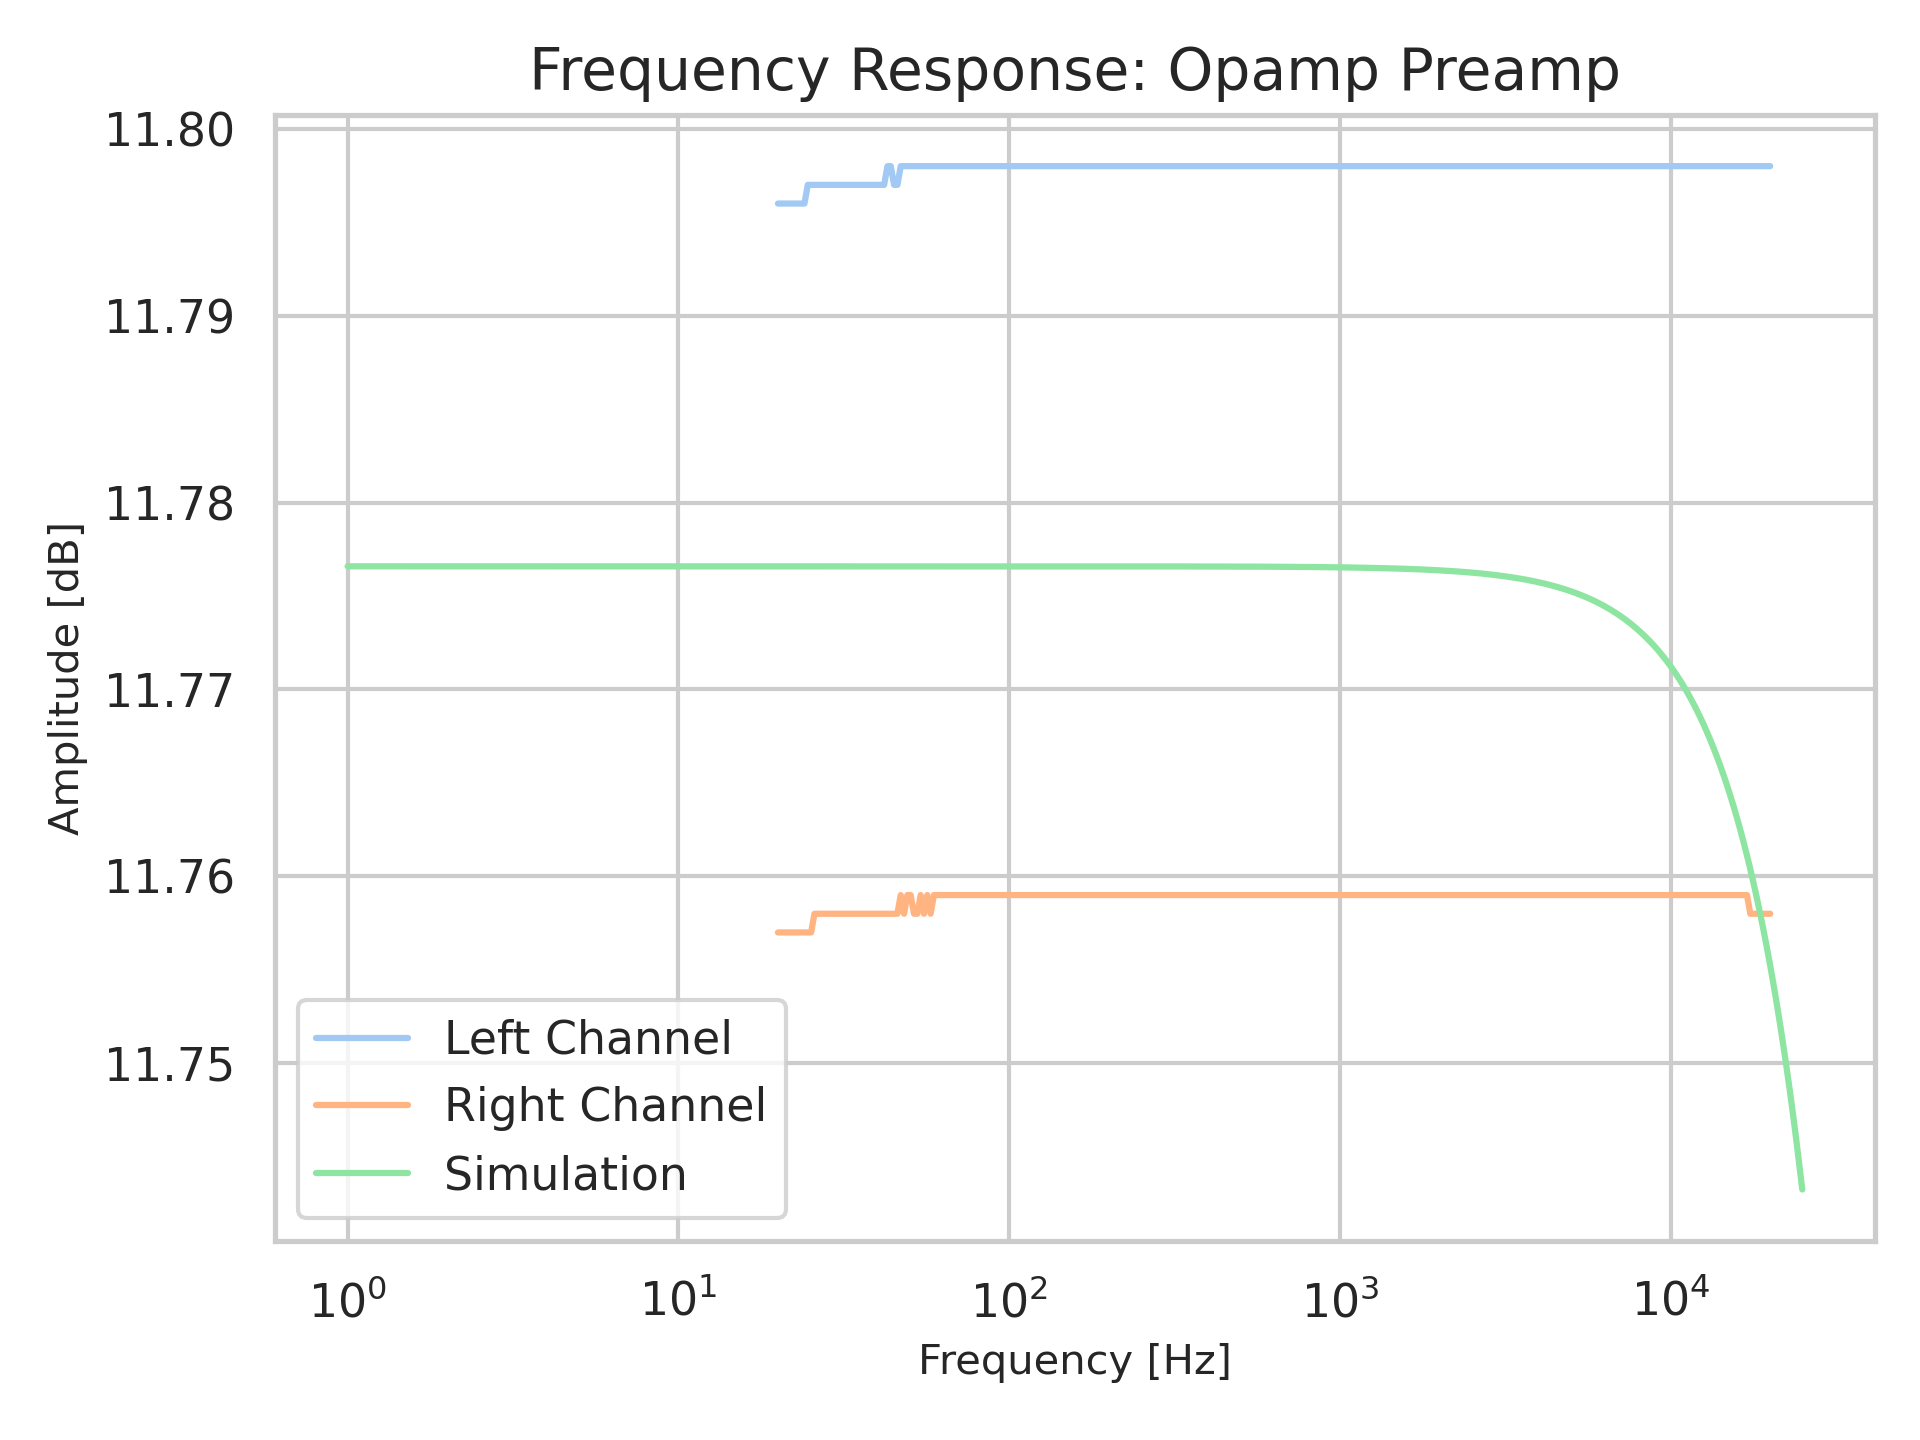 Frequency Response: Opamp Preamp
11.80
11.79
11.78
11.77
11.76
11.75
Amplitude [dB]
Left Channel
Right Channel
Simulation
10⁰ 10¹ 10² 10³ 10⁴
Frequency [Hz]